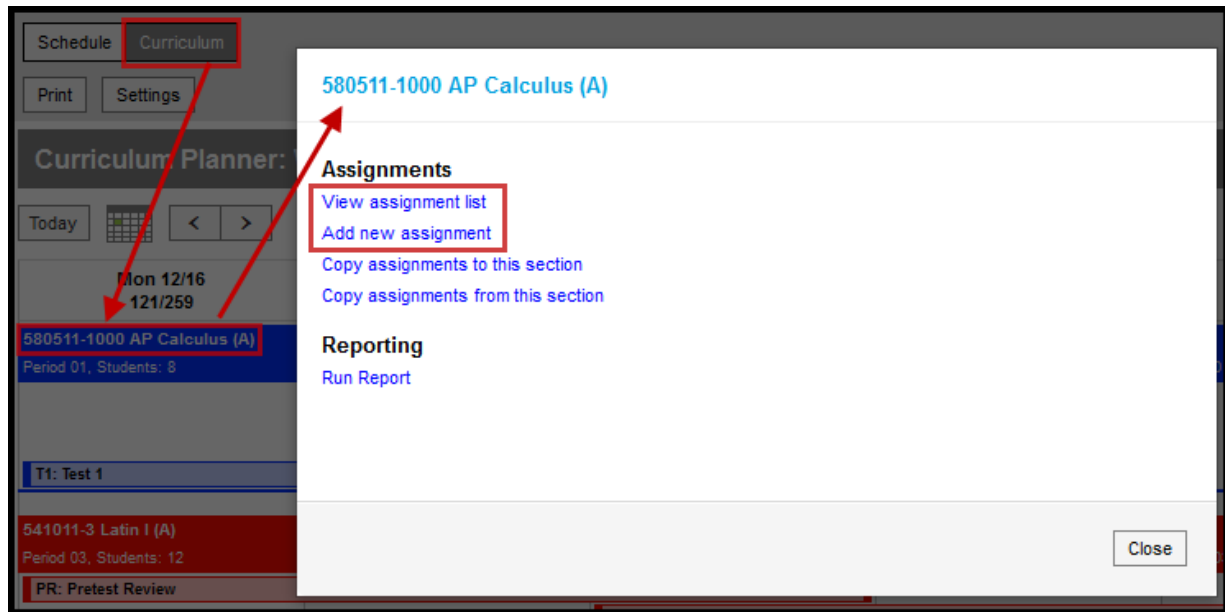 Schedule Curriculum
Print Settings
Curriculum Planner:
Today < >
Mon 12/16
121/259
580511-1000 AP Calculus (A)
Period 01, Students: 8
T1: Test 1
541011-3 Latin I (A)
Period 03, Students: 12
PR: Pretest Review
580511-1000 AP Calculus (A)
Assignments
View assignment list
Add new assignment
Copy assignments to this section
Copy assignments from this section
Reporting
Run Report
Close